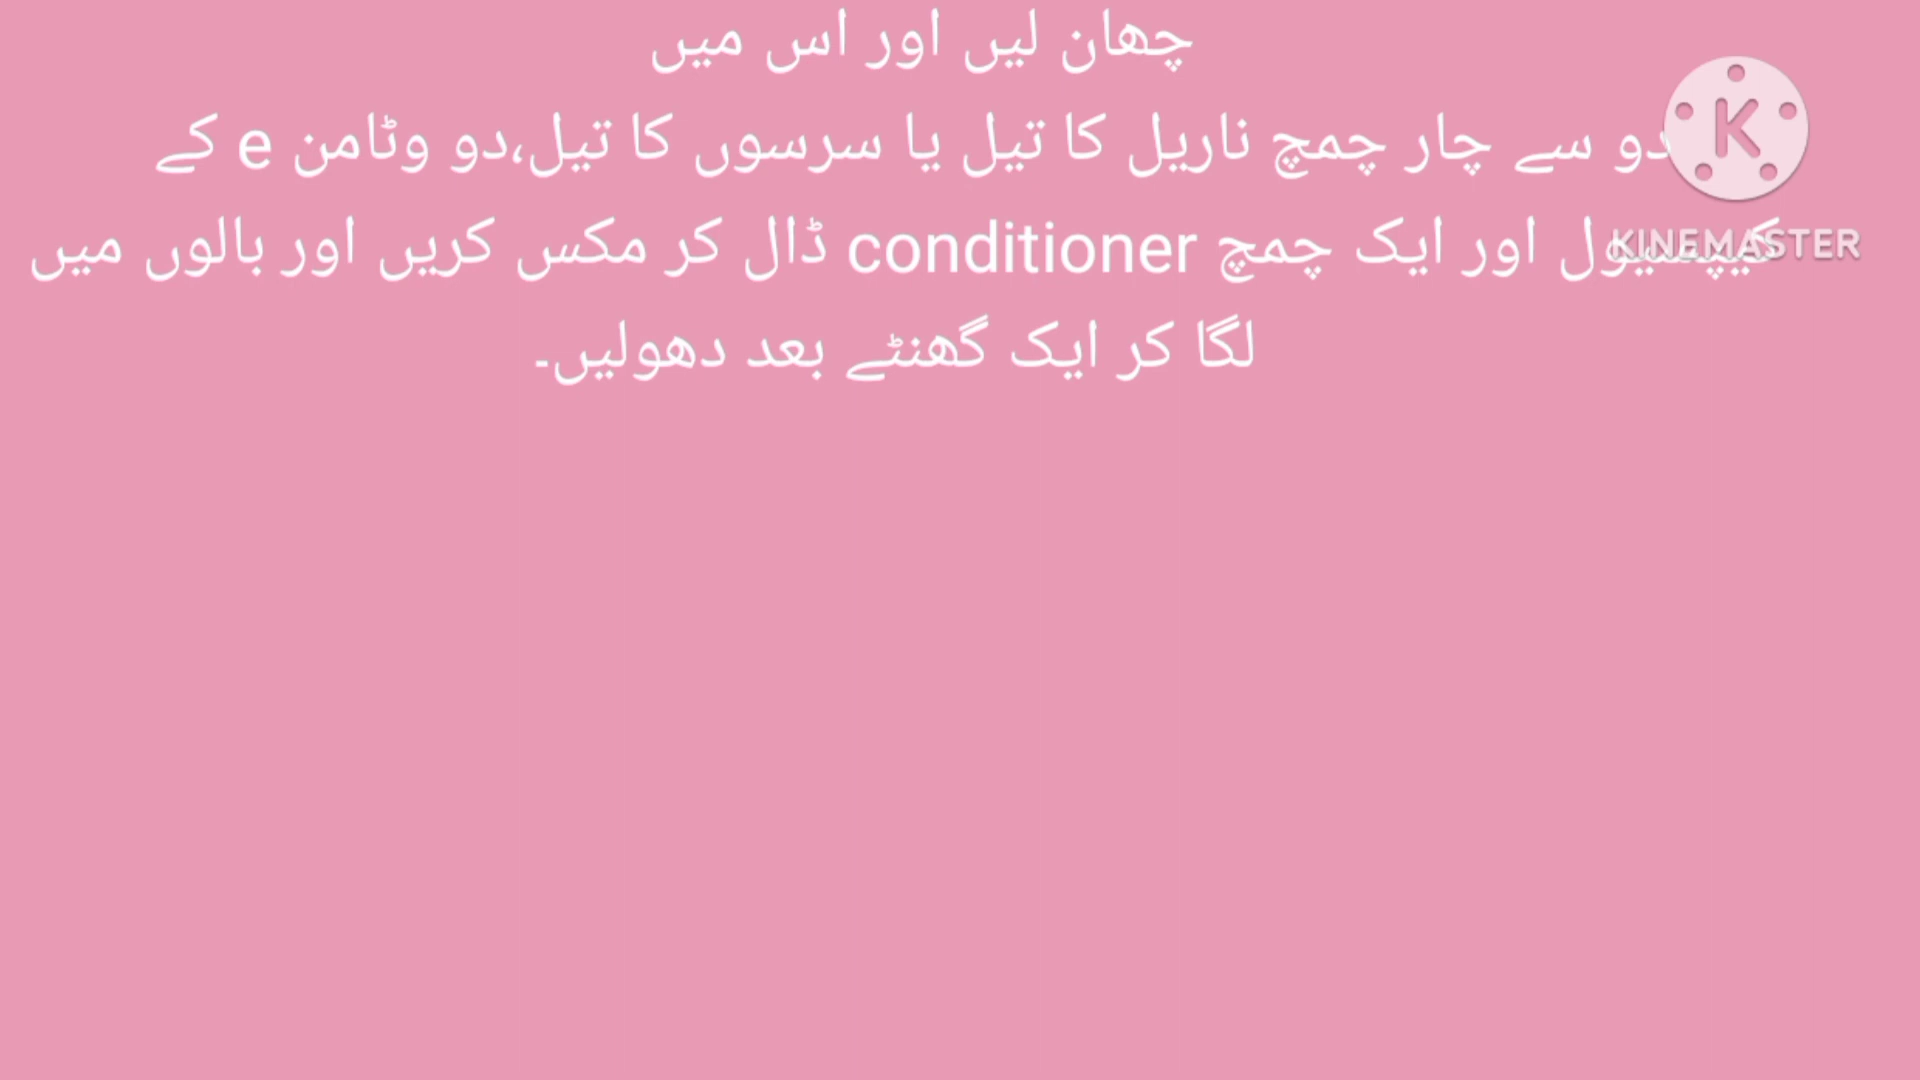 چھان لیں اور اس میں
دو سے چار چمچ ناریل کا تیل یا سرسوں کا تیل،دو وٹامن e کے
کیپسیول اور ایک چمچ conditioner ڈال کر مکس کریں اور بالوں میں
لگا کر ایک گھنٹے بعد دھولیں۔
K
KINEMASTER